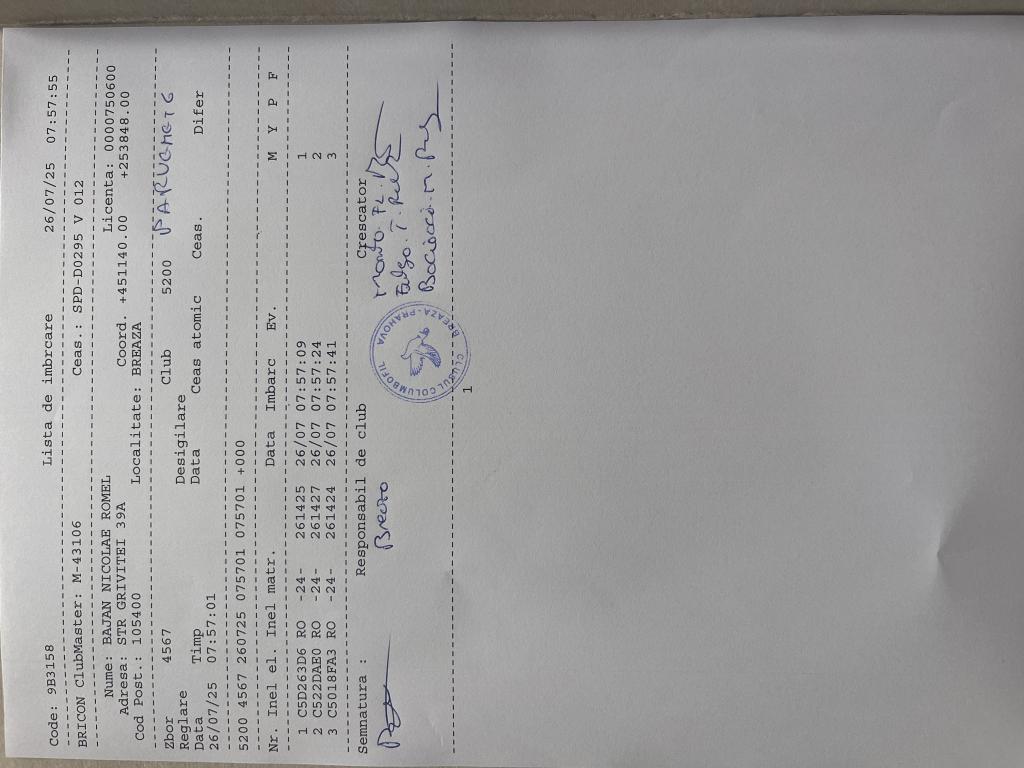 Code: 9B3158 Lista de imbrcare 26/07/25 07:57:55
BRICON ClubMaster: M-43106 Ceas.: SPD-D0295 V 012
Nume: BAJAN NICOLAE ROMEL Licenta: 0000750600
Adresa: STR GRIVITEI 39A Coord. +451140.00 +253848.00
Cod Post.: 105400 Localitate: BREAZA
Zbor 4567 Club 5200
Reglare Desigilare
Data Timp Data Ceas atomic Ceas. Difer
26/07/25 07:57:01
5200 4567 260725 075701 075701 +000
Nr. Inel el. Inel matr. Data Imbarc Ev. M Y P F
1 C5D263D6 RO -24- 261425 26/07 07:57:09 1
2 C522DAE0 RO -24- 261427 26/07 07:57:24 2
3 C5018FA3 RO -24- 261424 26/07 07:57:41 3
Semnatura : Responsabil de club Crescator
Breaza
CLUBUL COLUMBOFIL BREAZA-PRAHOVA
1